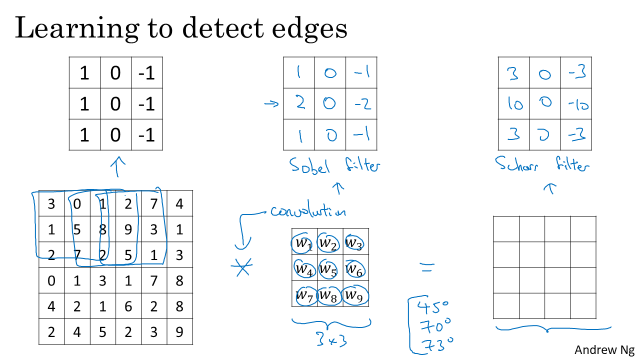 Learning to detect edges
1 0 -1
1 0 -1
1 0 -1
1 0 -1
2 0 -2
1 0 -1
Sobel filter
3 0 -3
10 0 -10
3 0 -3
Scharr filter
3 0 1 2 7 4
1 5 8 9 3 1
2 7 2 5 1 3
0 1 3 1 7 8
4 2 1 6 2 8
2 4 5 2 3 9
convolution
*
w1 w2 w3
w4 w5 w6
w7 w8 w9
3×3
=
45°
70°
73°
Andrew Ng